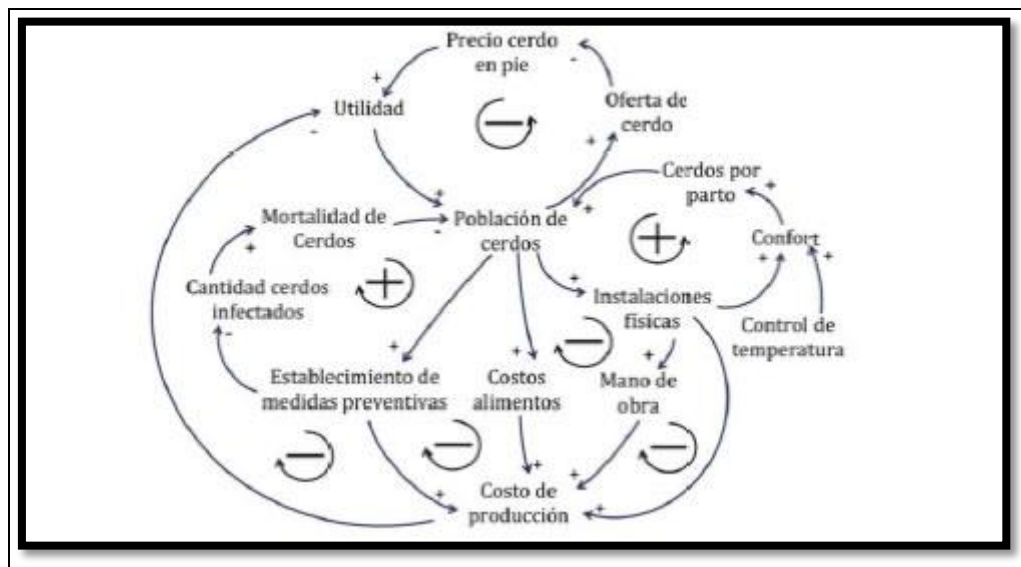 Precio cerdo
en pie
-
+
Utilidad
-
−
Oferta de
cerdo
+
Cerdos por
parto
+
+
Mortalidad de
Cerdos
+
-
Población de
cerdos
+
+
Confort
+
+
+
Cantidad cerdos
infectados
-
+
+
Instalaciones
físicas
Control de
temperatura
−
+
+
+
Establecimiento de
medidas preventivas
Costos
alimentos
Mano de
obra
−
−
−
+
+
+
+
Costo de
producción